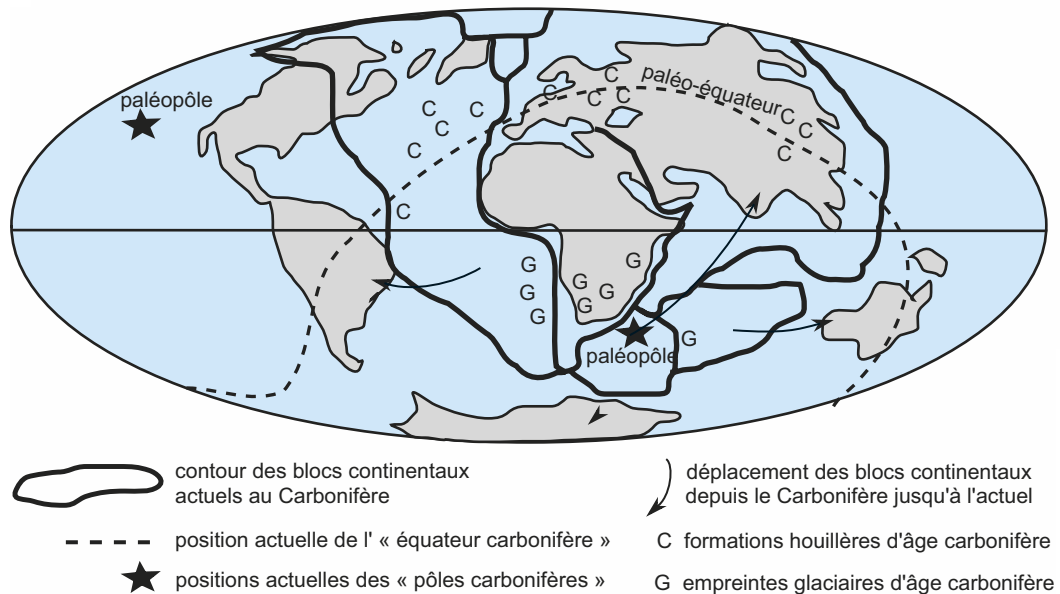 C
paléo-équateur
C
C C
paléopôle
C C
C
C
C
C
C
C
G G
G G
G G
G
G
paléopôle
contour des blocs continentaux
actuels au Carbonifère
position actuelle de l' « équateur carbonifère »
positions actuelles des « pôles carbonifères »
déplacement des blocs continentaux
depuis le Carbonifère jusqu'à l'actuel
C formations houillères d'âge carbonifère
G empreintes glaciaires d'âge carbonifère